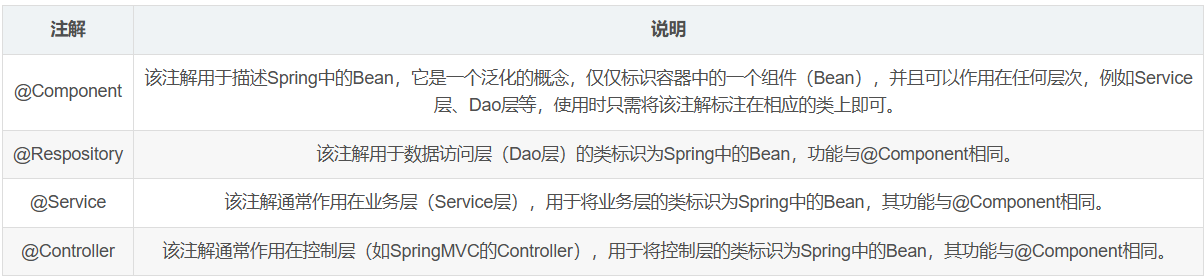 注解
说明
@Component
该注解用于描述Spring中的Bean，它是一个泛化的概念，仅仅标识容器中的一个组件（Bean），并且可以作用在任何层次，例如Service
层、Dao层等，使用时只需将该注解标注在相应的类上即可。
@Respository
该注解用于数据访问层（Dao层）的类标识为Spring中的Bean，功能与@Component相同。
@Service
该注解通常作用在业务层（Service层），用于将业务层的类标识为Spring中的Bean，其功能与@Component相同。
@Controller
该注解通常作用在控制层（如SpringMVC的Controller），用于将控制层的类标识为Spring中的Bean，其功能与@Component相同。